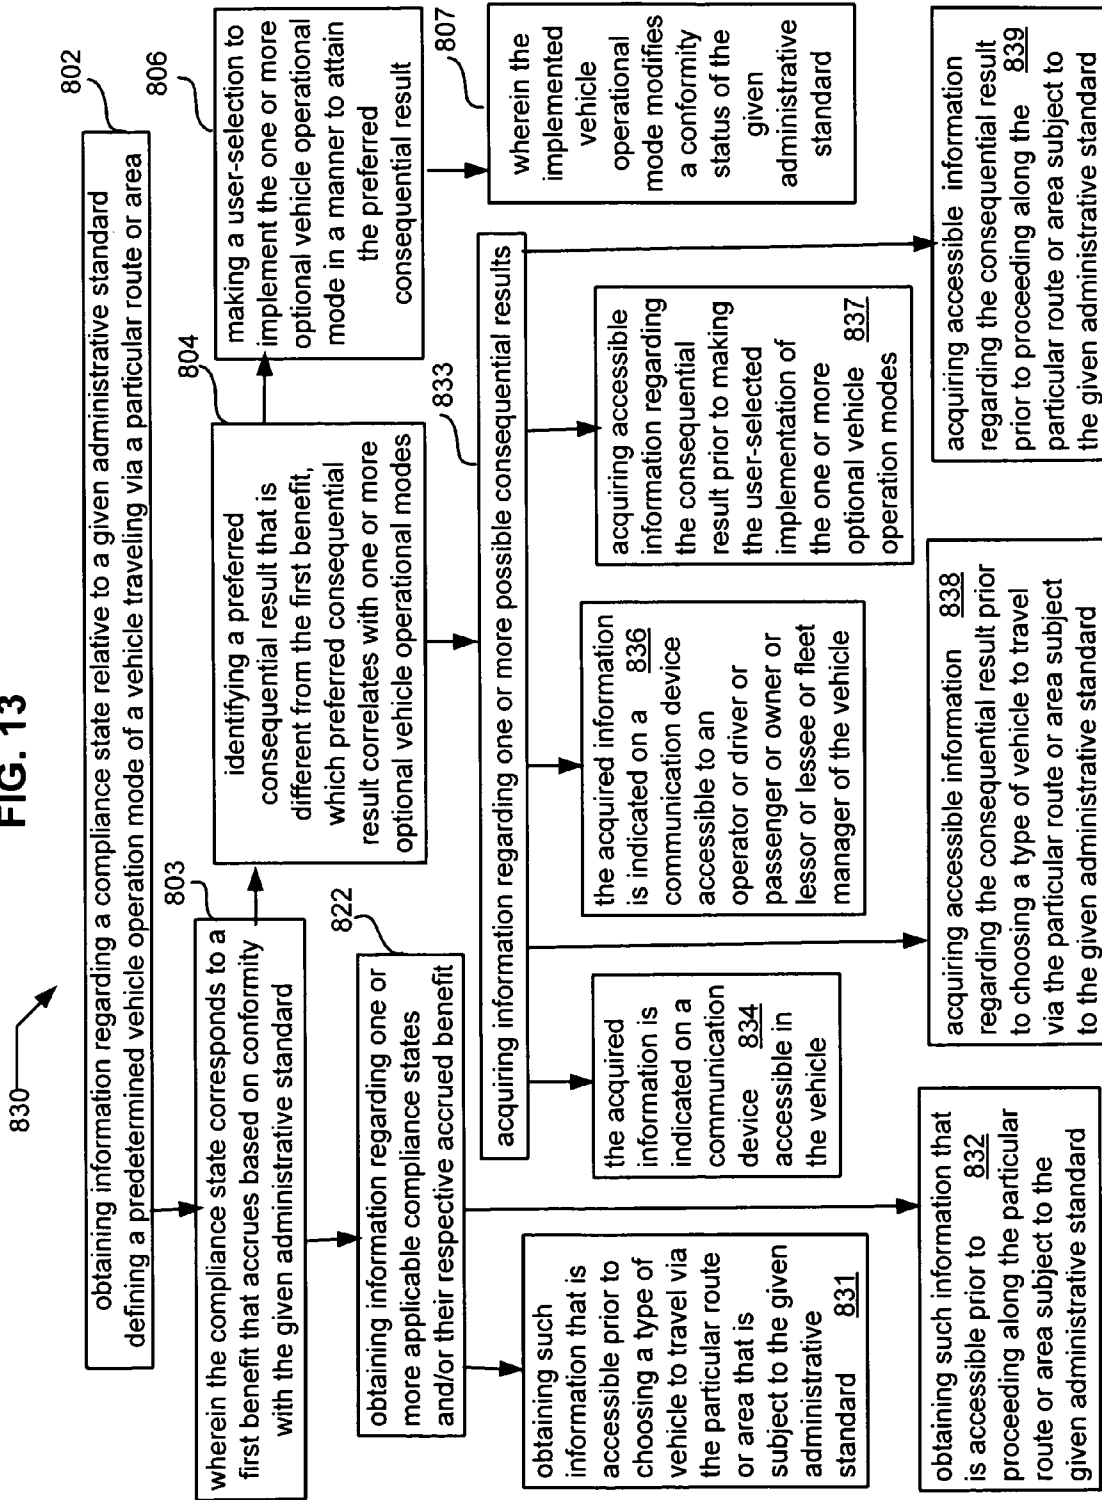 FIG. 13
830
802
obtaining information regarding a compliance state relative to a given administrative standard
defining a predetermined vehicle operation mode of a vehicle traveling via a particular route or area
803
wherein the compliance state corresponds to a
first benefit that accrues based on conformity
with the given administrative standard
804
identifying a preferred
consequential result that is
different from the first benefit,
which preferred consequential
result correlates with one or more
optional vehicle operational modes
806
making a user-selection to
implement the one or more
optional vehicle operational
mode in a manner to attain
the preferred
consequential result
807
wherein the
implemented
vehicle
operational
mode modifies
a conformity
status of the
given
administrative
standard
822
obtaining information regarding one or
more applicable compliance states
and/or their respective accrued benefit
833
acquiring information regarding one or more possible consequential results
obtaining such
information that is
accessible prior to
choosing a type of
vehicle to travel via
the particular route
or area that is
subject to the given
administrative
standard 831
the acquired
information is
indicated on a
communication
device 834
accessible in
the vehicle
the acquired information
is indicated on a 836
communication device
accessible to an
operator or driver or
passenger or owner or
lessor or lessee or fleet
manager of the vehicle
acquiring accessible
information regarding
the consequential
result prior to making
the user-selected
implementation of
the one or more
optional vehicle 837
operation modes
obtaining such information that
is accessible prior to 832
proceeding along the particular
route or area subject to the
given administrative standard
acquiring accessible information 838
regarding the consequential result prior
to choosing a type of vehicle to travel
via the particular route or area subject
to the given administrative standard
acquiring accessible information
regarding the consequential result
prior to proceeding along the 839
particular route or area subject to
the given administrative standard